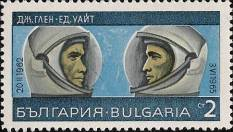 ДЖ.ГЛЕН-ЕД.УАЙТ
20 II 1962
3 VI 1965
БЪЛГАРИЯ·BULGARIA ст 2